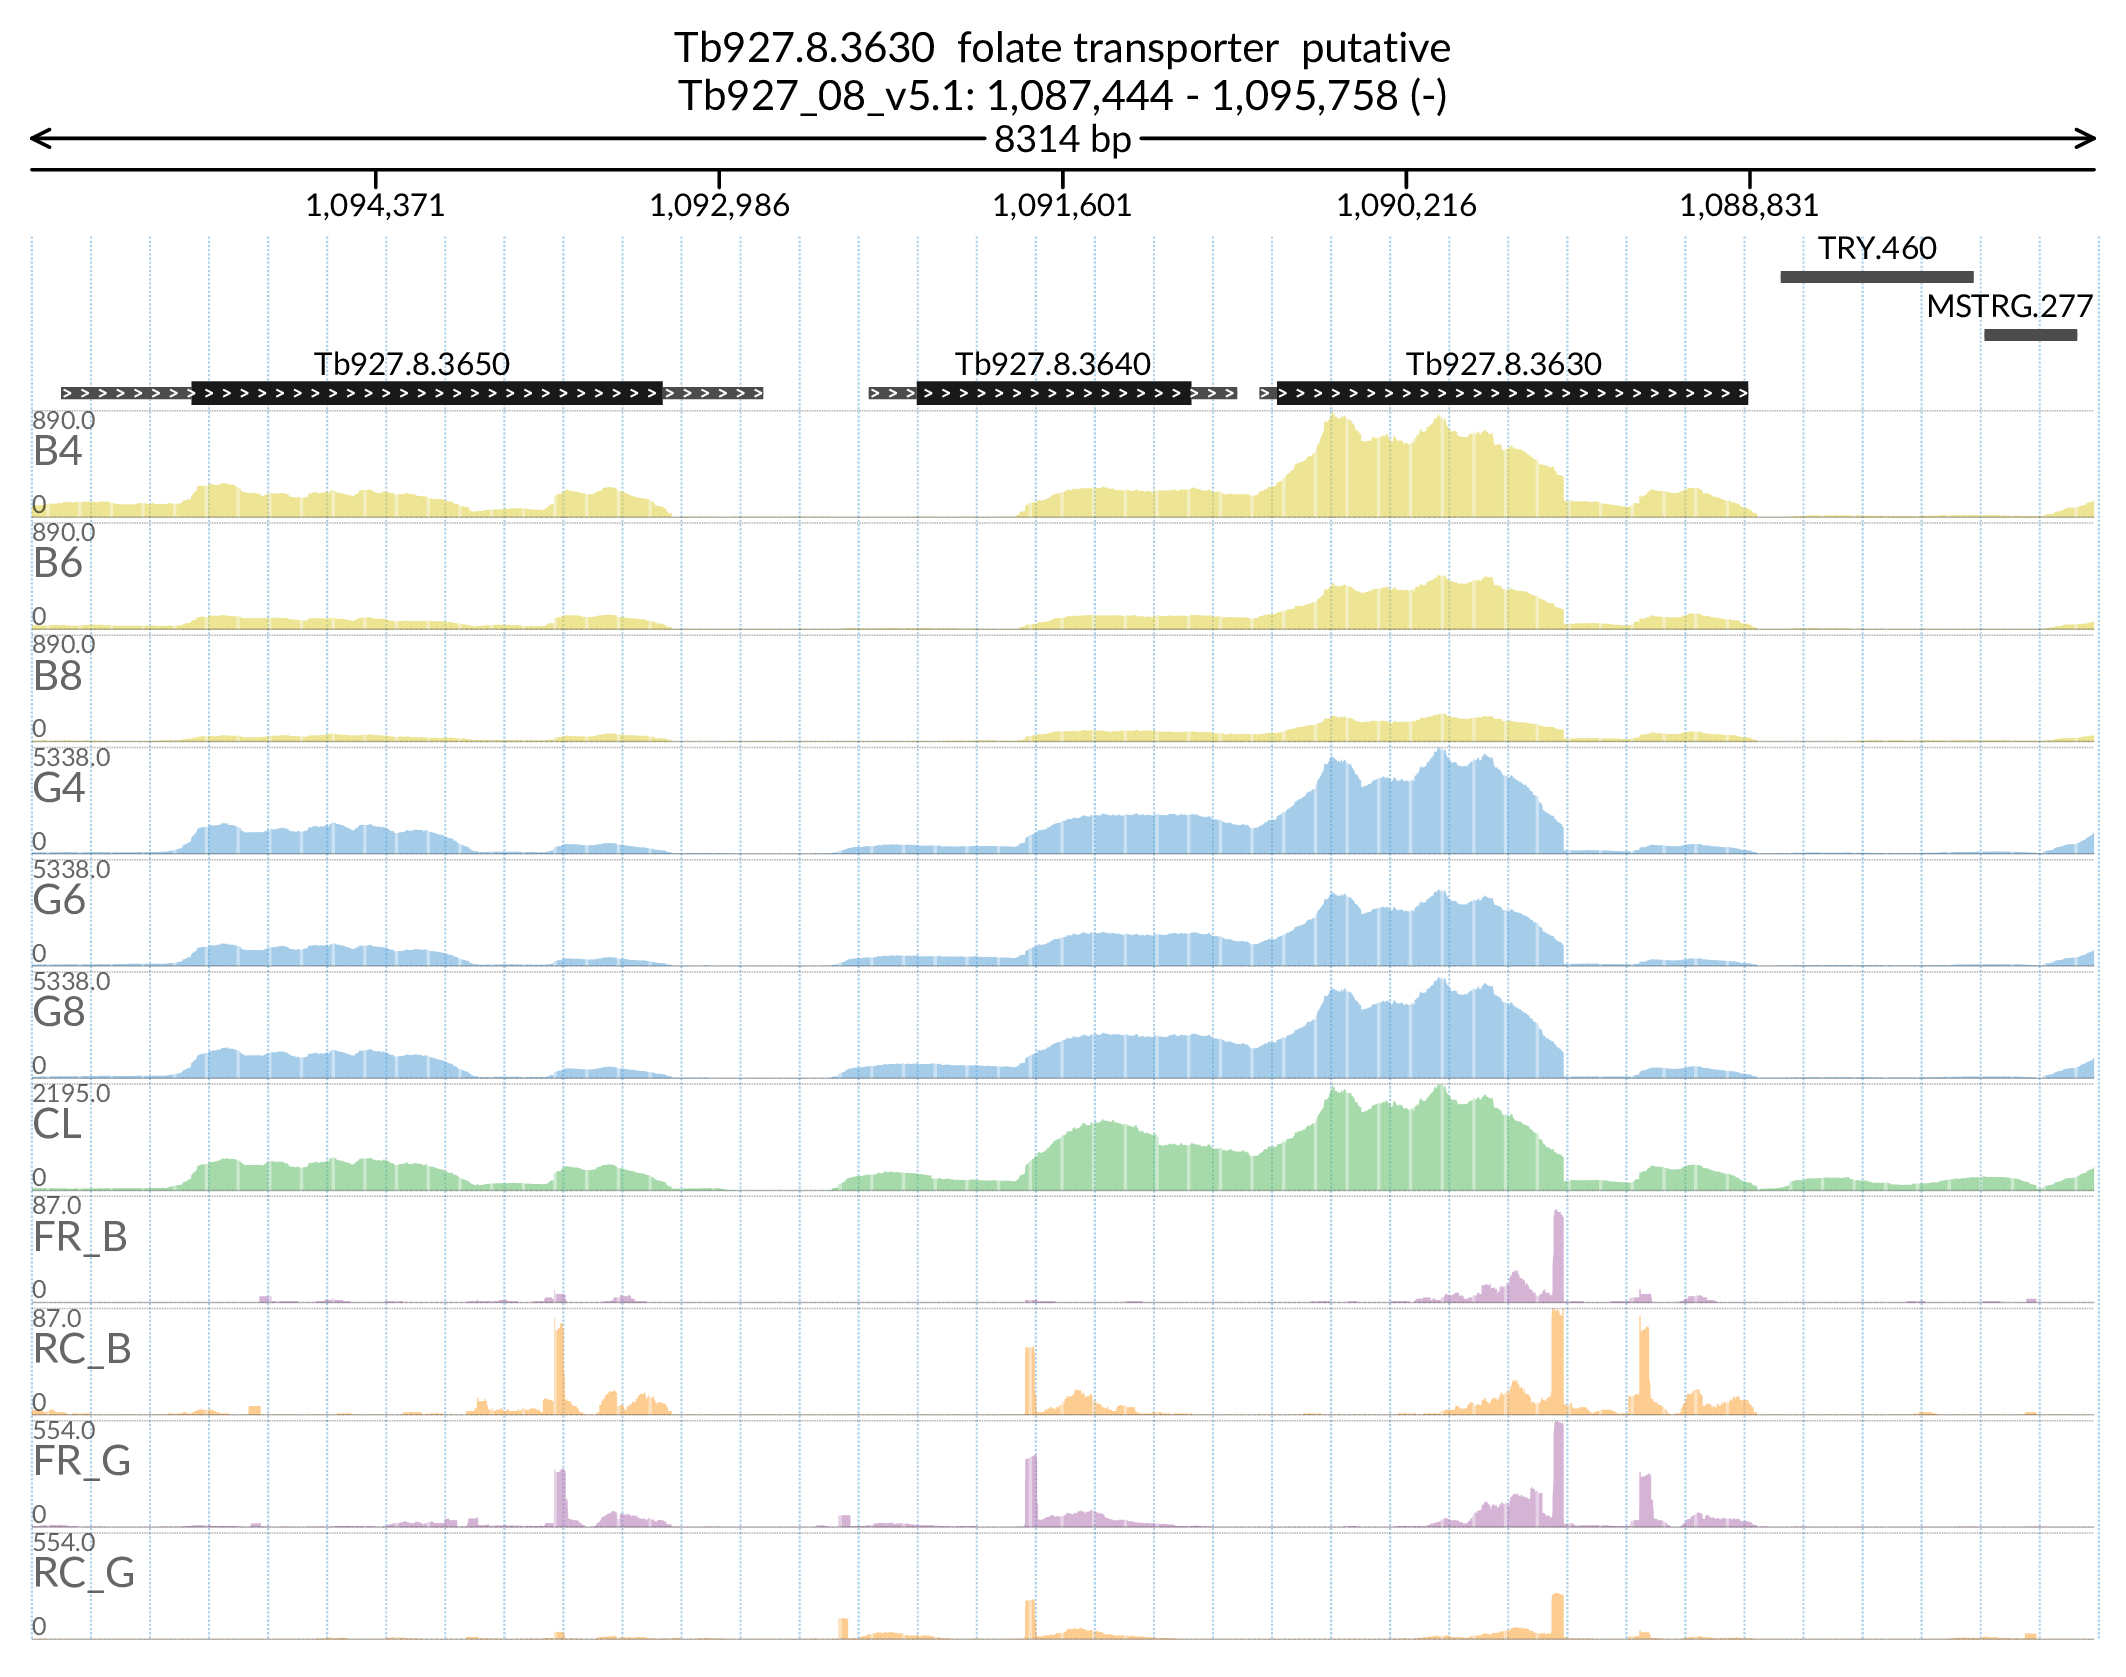 Tb927.8.3630  folate transporter  putative
Tb927_08_v5.1: 1,087,444 - 1,095,758 (-)
8314 bp
1,094,371 1,092,986 1,091,601 1,090,216 1,088,831
TRY.460
MSTRG.277
Tb927.8.3650 Tb927.8.3640 Tb927.8.3630
890.0
B4
0
890.0
B6
0
890.0
B8
0
5338.0
G4
0
5338.0
G6
0
5338.0
G8
0
2195.0
CL
0
87.0
FR_B
0
87.0
RC_B
0
554.0
FR_G
0
554.0
RC_G
0